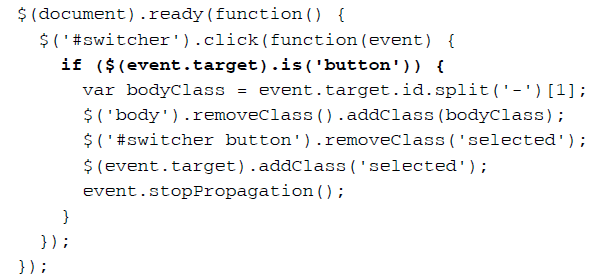 $(document).ready(function() {
  $('#switcher').click(function(event) {
    if ($(event.target).is('button')) {
      var bodyClass = event.target.id.split('-')[1];
      $('body').removeClass().addClass(bodyClass);
      $('#switcher button').removeClass('selected');
      $(event.target).addClass('selected');
      event.stopPropagation();
    }
  });
});